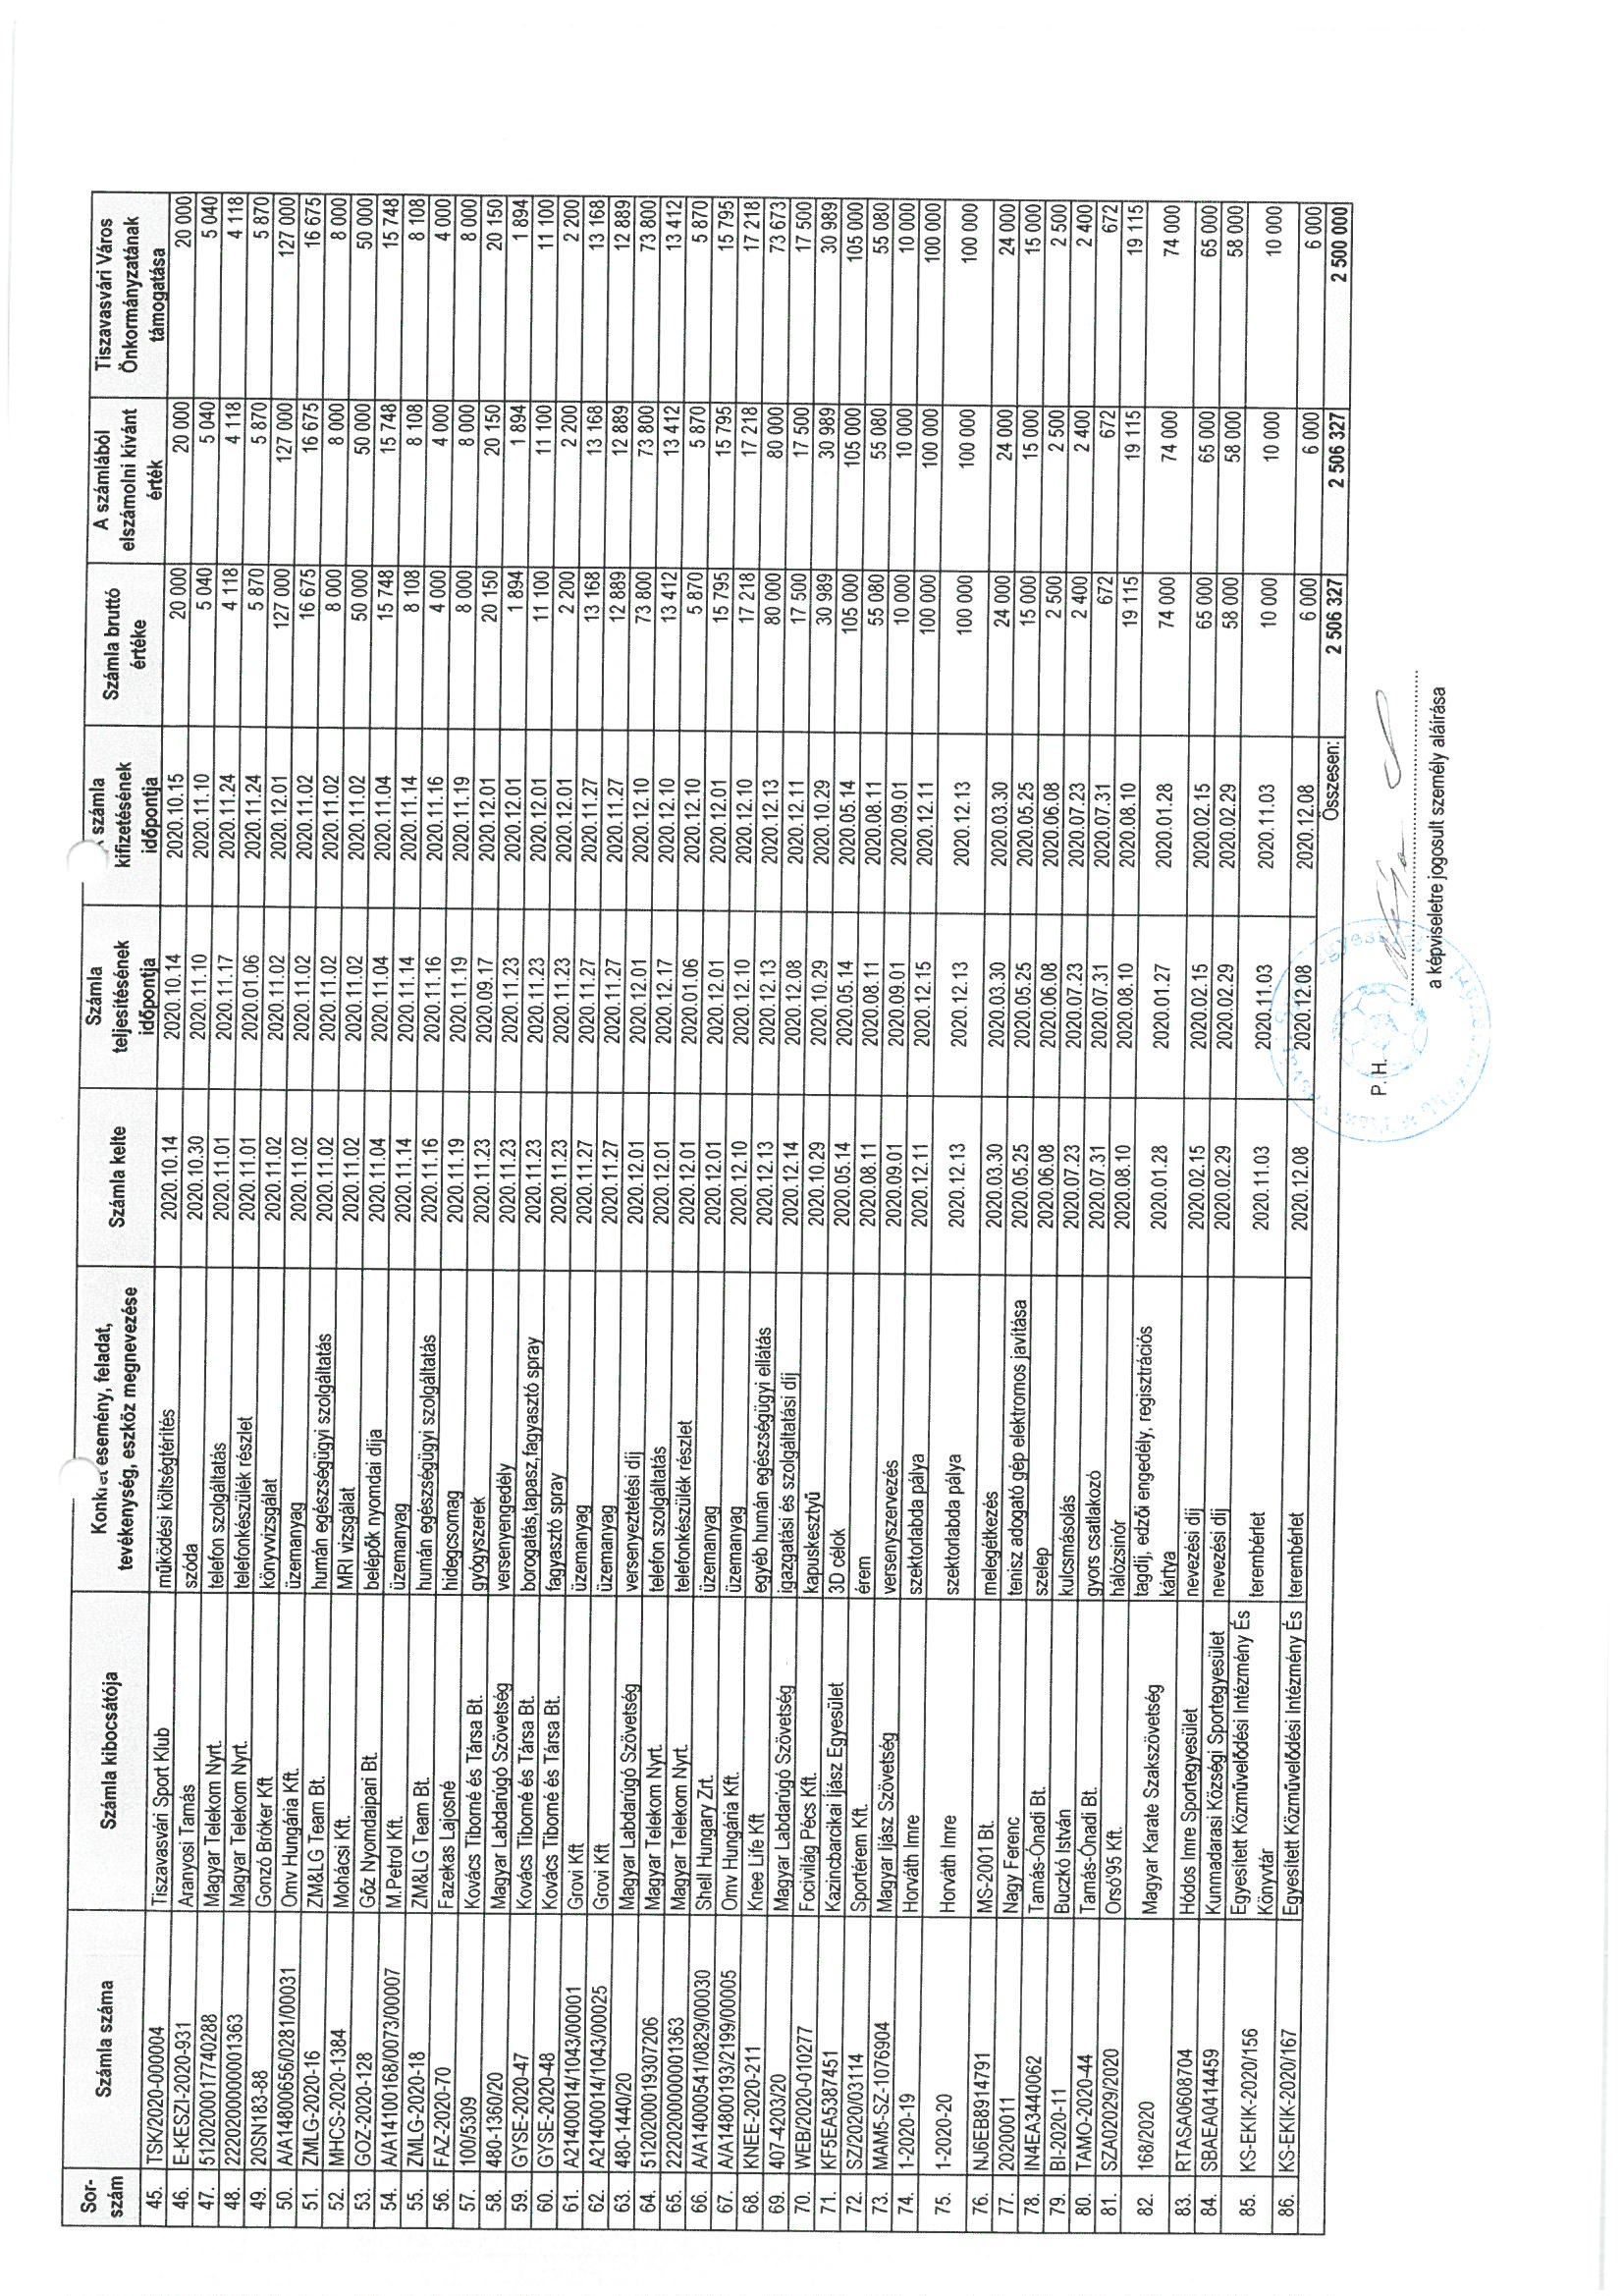 Sor-szám Számla száma Számla kibocsátója Konkrét esemény, feladat, tevékenység, eszköz megnevezése Számla kelte Számla teljesítésének időpontja számla kifizetésének időpontja Számla bruttó értéke A számlából elszámolni kívánt érték Tiszavasvári Város Önkormányzatának támogatása
45. TSK/2020-000004 Tiszavasvári Sport Klub működési költségtérítés 2020.10.14 2020.10.14 2020.10.15 20 000 20 000 20 000
46. E-KESZI-2020-931 Aranyosi Tamás szóda 2020.10.30 2020.11.10 2020.11.10 5 040 5 040 5 040
47. 5120200017740288 Magyar Telekom Nyrt. telefon szolgáltatás 2020.11.01 2020.11.17 2020.11.24 4 118 4 118 4 118
48. 2220200000001363 Magyar Telekom Nyrt. telefonkészülék részlet 2020.11.01 2020.01.06 2020.11.24 5 870 5 870 5 870
49. 20SN183-88 Gonzó Bróker Kft könyvvizsgálat 2020.11.02 2020.11.02 2020.12.01 127 000 127 000 127 000
50. A/A14800656/0281/00031 Omv Hungária Kft. üzemanyag 2020.11.02 2020.11.02 2020.11.02 16 675 16 675 16 675
51. ZMLG-2020-16 ZM&LG Team Bt. humán egészségügyi szolgáltatás 2020.11.02 2020.11.02 2020.11.02 8 000 8 000 8 000
52. MHCS-2020-1384 Mohácsi Kft. MRI vizsgálat 2020.11.02 2020.11.02 2020.11.02 50 000 50 000 50 000
53. GOZ-2020-128 Göz Nyomdaipari Bt. belépők nyomdai díja 2020.11.04 2020.11.04 2020.11.04 15 748 15 748 15 748
54. A/A14100168/0073/00007 M.Petrol Kft. üzemanyag 2020.11.14 2020.11.14 2020.11.14 8 108 8 108 8 108
55. ZMLG-2020-18 ZM&LG Team Bt. humán egészségügyi szolgáltatás 2020.11.16 2020.11.16 2020.11.16 4 000 4 000 4 000
56. FAZ-2020-70 Fazekas Lajosné hidegcsomag 2020.11.19 2020.11.19 2020.11.19 8 000 8 000 8 000
57. 100/5309 Kovács Tiborné és Társa Bt. gyógyszerek 2020.11.23 2020.09.17 2020.12.01 20 150 20 150 20 150
58. 480-1360/20 Magyar Labdarúgó Szövetség versenyengedély 2020.11.23 2020.11.23 2020.12.01 1 894 1 894 1 894
59. GYSE-2020-47 Kovács Tiborné és Társa Bt. borogatás,tapasz,fagyasztó spray 2020.11.23 2020.11.23 2020.12.01 11 100 11 100 11 100
60. GYSE-2020-48 Kovács Tiborné és Társa Bt. fagyasztó spray 2020.11.23 2020.11.23 2020.12.01 2 200 2 200 2 200
61. A21400014/1043/00001 Grovi Kft üzemanyag 2020.11.27 2020.11.27 2020.11.27 13 168 13 168 13 168
62. A21400014/1043/00025 Grovi Kft üzemanyag 2020.11.27 2020.11.27 2020.11.27 12 889 12 889 12 889
63. 480-1440/20 Magyar Labdarúgó Szövetség versenyeztetési díj 2020.12.01 2020.12.01 2020.12.10 73 800 73 800 73 800
64. 5120200019307206 Magyar Telekom Nyrt. telefon szolgáltatás 2020.12.01 2020.12.17 2020.12.10 13 412 13 412 13 412
65. 2220200000001363 Magyar Telekom Nyrt. telefonkészülék részlet 2020.12.01 2020.01.06 2020.12.10 5 870 5 870 5 870
66. A/A14000541/0829/00030 Shell Hungary Zrt. üzemanyag 2020.12.01 2020.12.01 2020.12.01 15 795 15 795 15 795
67. A/A14800193/2199/00005 Omv Hungária Kft. üzemanyag 2020.12.10 2020.12.10 2020.12.10 17 218 17 218 17 218
68. KNEE-2020-211 Knee Life Kft egyéb humán egészségügyi ellátás 2020.12.13 2020.12.13 2020.12.13 80 000 80 000 73 673
69. 407-4203/20 Magyar Labdarúgó Szövetség igazgatási és szolgáltatási díj 2020.12.14 2020.12.08 2020.12.11 17 500 17 500 17 500
70. WEB/2020-010277 Focivilág Pécs Kft. kapuskesztyű 2020.10.29 2020.10.29 2020.10.29 30 989 30 989 30 989
71. KF5EA5387451 Kazincbarcikai Íjász Egyesület 3D célok 2020.05.14 2020.05.14 2020.05.14 105 000 105 000 105 000
72. SZ/2020/03114 Sportérem Kft. érem 2020.08.11 2020.08.11 2020.08.11 55 080 55 080 55 080
73. MAM5-SZ-1076904 Magyar Íjász Szövetség versenyszervezés 2020.09.01 2020.09.01 2020.09.01 10 000 10 000 10 000
74. 1-2020-19 Horváth Imre szektorlabda pálya 2020.12.11 2020.12.15 2020.12.11 100 000 100 000 100 000
75. 1-2020-20 Horváth Imre szektorlabda pálya 2020.12.13 2020.12.13 2020.12.13 100 000 100 000 100 000
76. NJ6EB8914791 MS-2001 Bt. melegétkezés 2020.03.30 2020.03.30 2020.03.30 24 000 24 000 24 000
77. 20200011 Nagy Ferenc tenisz adogató gép elektromos javítása 2020.05.25 2020.05.25 2020.05.25 15 000 15 000 15 000
78. IN4EA3440062 Tamás-Ónadi Bt. szelep 2020.06.08 2020.06.08 2020.06.08 2 500 2 500 2 500
79. BI-2020-11 Buczkó István kulcsmásolás 2020.07.23 2020.07.23 2020.07.23 2 400 2 400 2 400
80. TAMO-2020-44 Tamás-Ónadi Bt. gyors csatlakozó 2020.07.31 2020.07.31 2020.07.31 672 672 672
81. SZA02029/2020 Orsó'95 Kft. hálózsinór 2020.08.10 2020.08.10 2020.08.10 19 115 19 115 19 115
82. 168/2020 Magyar Karate Szakszövetség tagdíj, edzői engedély, regisztrációs kártya 2020.01.28 2020.01.27 2020.01.28 74 000 74 000 74 000
83. RTASA0608704 Hódos Imre Sportegyesület nevezési díj 2020.02.15 2020.02.15 2020.02.15 65 000 65 000 65 000
84. SBAEA0414459 Kunmadarasi Községi Sportegyesület nevezési díj 2020.02.29 2020.02.29 2020.02.29 58 000 58 000 58 000
85. KS-EKIK-2020/156 Egyesített Közművelődési Intézmény És Könyvtár terembérlet 2020.11.03 2020.11.03 2020.11.03 10 000 10 000 10 000
86. KS-EKIK-2020/167 Egyesített Közművelődési Intézmény És terembérlet 2020.12.08 2020.12.08 2020.12.08 6 000 6 000 6 000
Összesen: 2 506 327 2 506 327 2 500 000
P. H.
a képviseletre jogosult személy aláírása